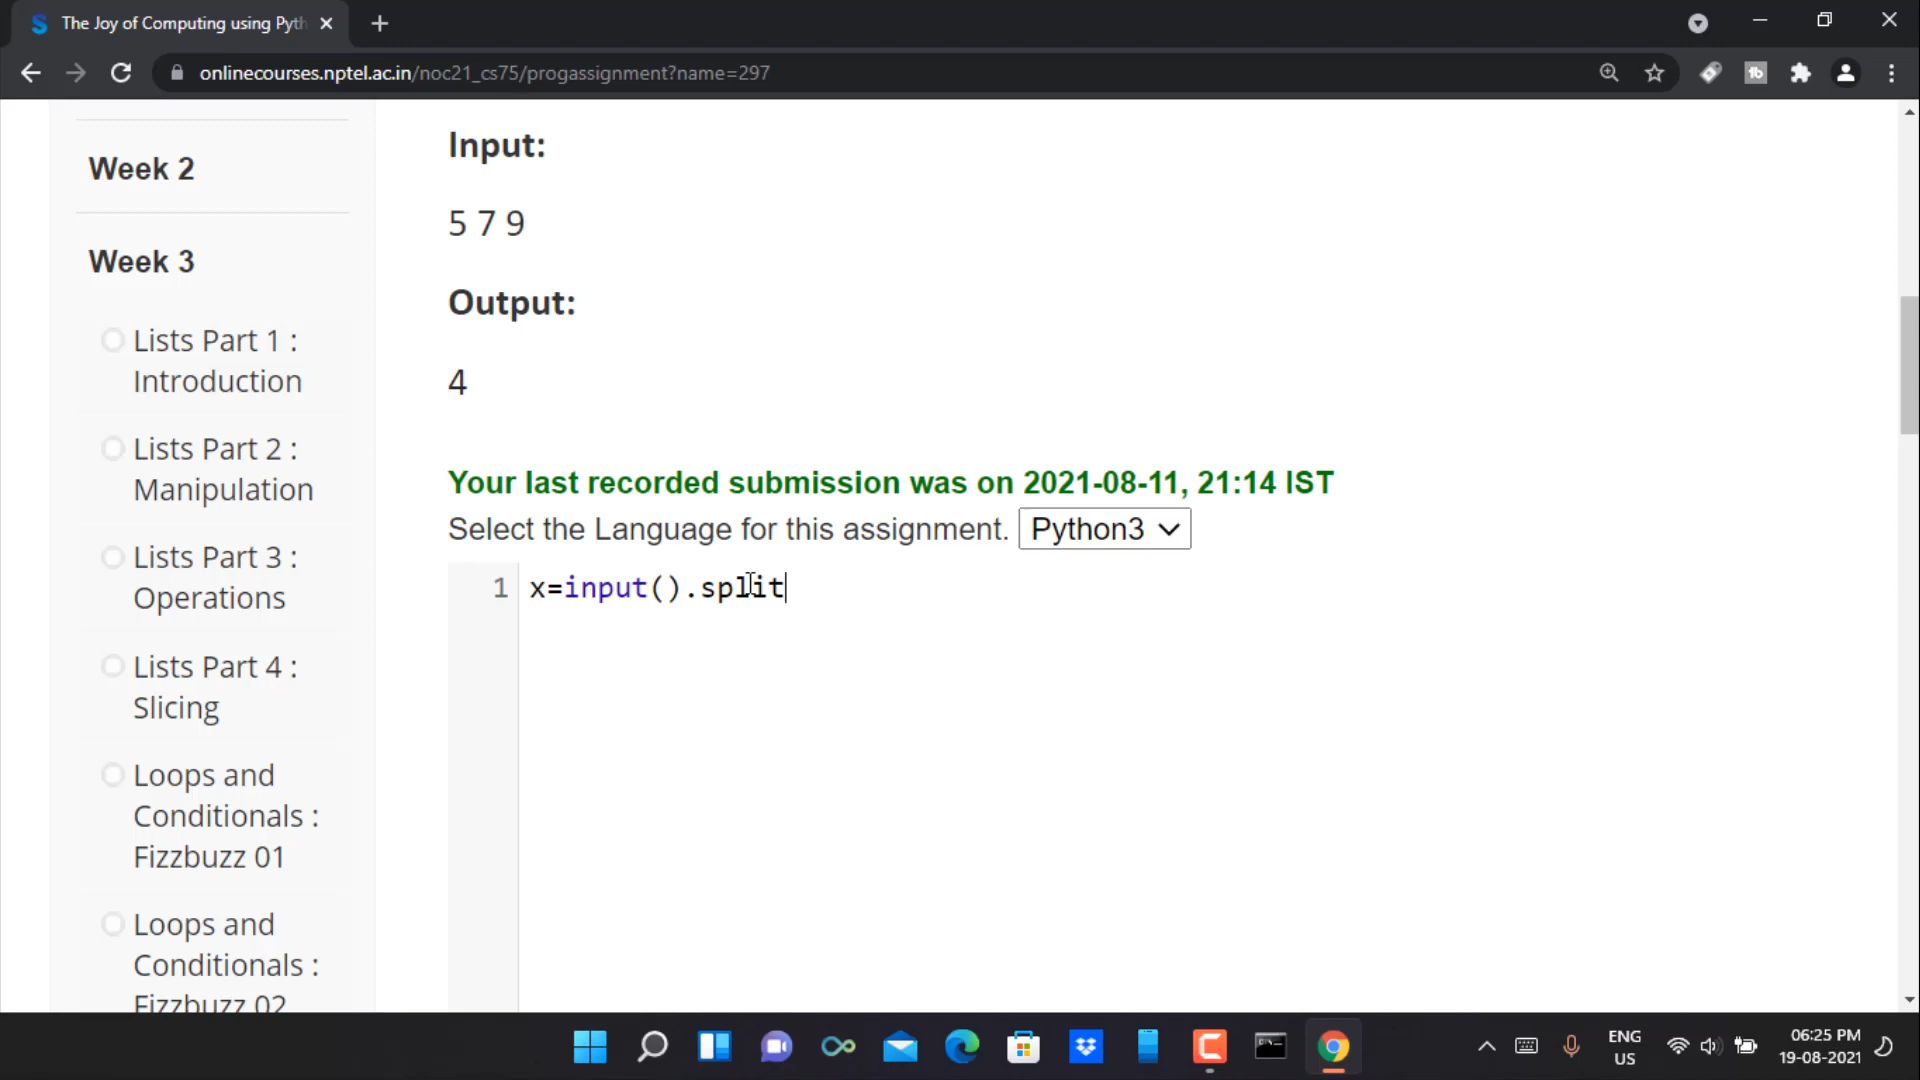 The Joy of Computing using Pyth
onlinecourses.nptel.ac.in/noc21_cs75/progassignment?name=297
Week 2
Week 3
Lists Part 1 :
Introduction
Lists Part 2 :
Manipulation
Lists Part 3 :
Operations
Lists Part 4 :
Slicing
Loops and
Conditionals :
Fizzbuzz 01
Loops and
Conditionals :
Fizzbuzz 02
Input:
5 7 9
Output:
4
Your last recorded submission was on 2021-08-11, 21:14 IST
Select the Language for this assignment. Python3
1 x=input().split
ENG
US
06:25 PM
19-08-2021